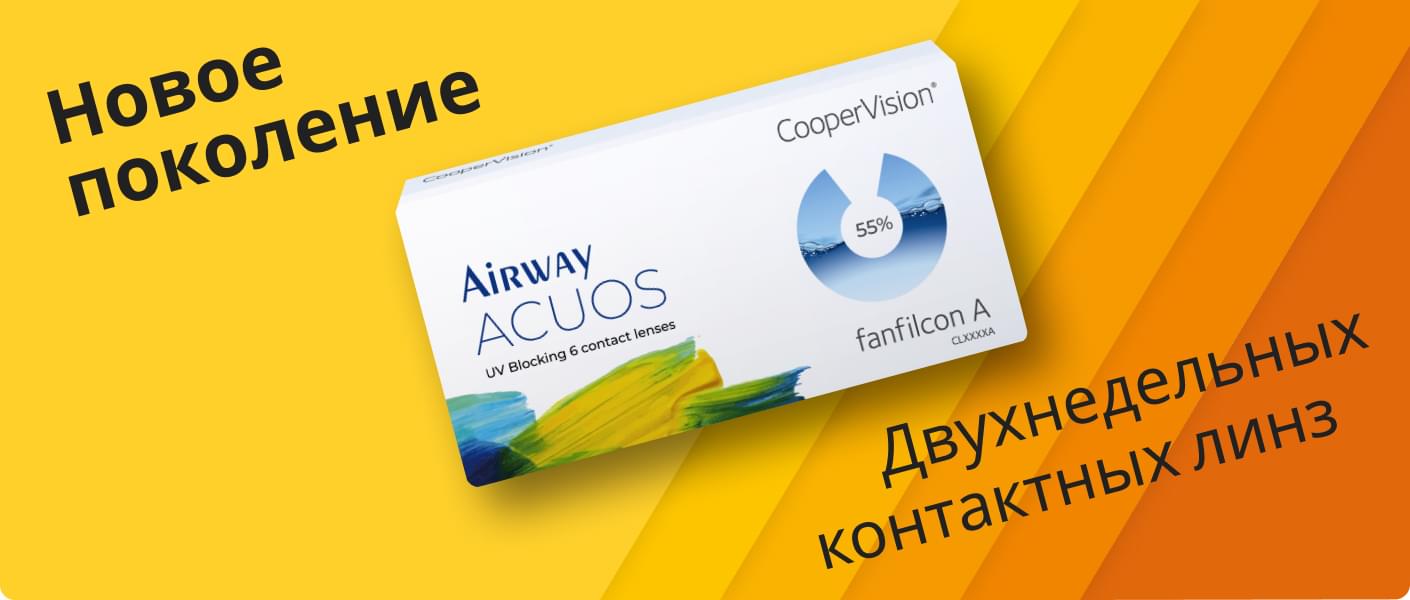 Новое
поколение
CooperVision®
CooperVision®
55%
AiRWAY
ACUOS
UV Blocking 6 contact lenses
fanfilcon A
CLXXXXA
Двухнедельных
контактных линз